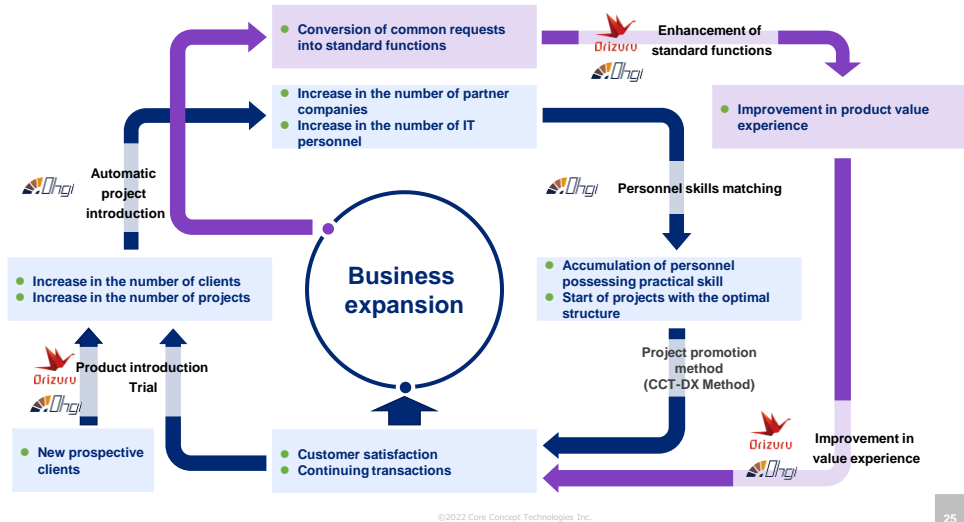 Conversion of common requests
into standard functions
Orizuru
Ohgi
Enhancement of
standard functions
Increase in the number of partner
companies
Increase in the number of IT
personnel
Improvement in product value
experience
Ohgi
Automatic
project
introduction
Ohgi
Personnel skills matching
Business
expansion
Increase in the number of clients
Increase in the number of projects
Accumulation of personnel
possessing practical skill
Start of projects with the optimal
structure
Orizuru
Ohgi
Product introduction
Trial
Project promotion
method
(CCT-DX Method)
New prospective
clients
Customer satisfaction
Continuing transactions
Orizuru
Ohgi
Improvement in
value experience
©2022 Core Concept Technologies Inc.
25